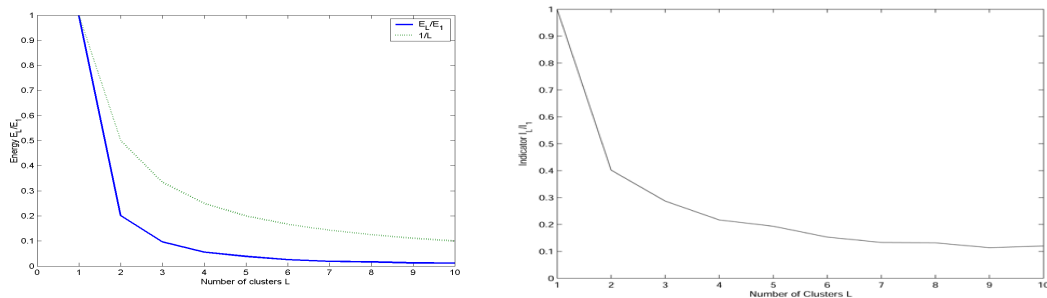 1
0.9
0.8
0.7
0.6
0.5
0.4
0.3
0.2
0.1
0
Energy E_L/E_1
E_L/E_1
1/L
0 1 2 3 4 5 6 7 8 9 10
Number of clusters L
1
0.9
0.8
0.7
0.6
0.5
0.4
0.3
0.2
0.1
0
Indicator I_L/I_1
1 2 3 4 5 6 7 8 9 10
Number of Clusters L